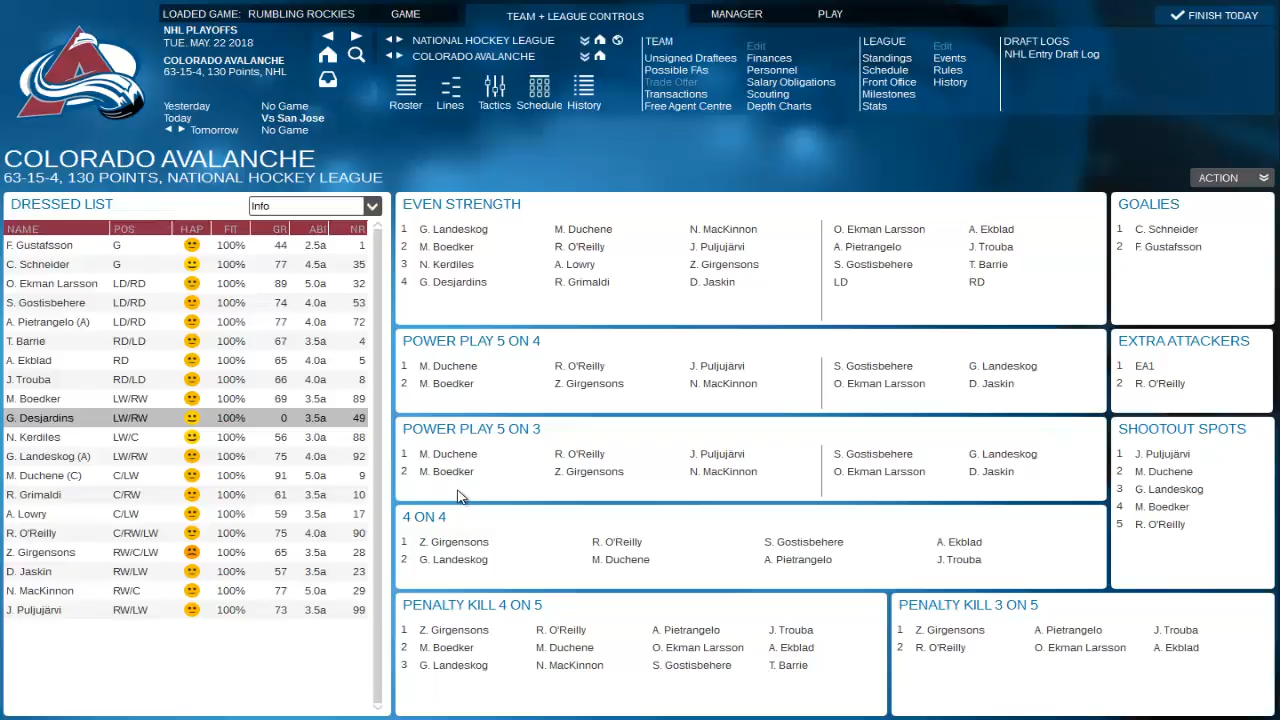 LOADED GAME: RUMBLING ROCKIES GAME TEAM + LEAGUE CONTROLS MANAGER PLAY FINISH TODAY
NHL PLAYOFFS
TUE. MAY. 22 2018
COLORADO AVALANCHE
63-15-4, 130 Points, NHL
Yesterday No Game
Today Vs San Jose
Tomorrow No Game
NATIONAL HOCKEY LEAGUE
COLORADO AVALANCHE
Roster Lines Tactics Schedule History
TEAM Edit
Unsigned Draftees Finances
Possible FAs Personnel
Trade Offer Salary Obligations
Transactions Scouting
Free Agent Centre Depth Charts
LEAGUE Edit
Standings Events
Schedule Rules
Front Office History
Milestones
Stats
DRAFT LOGS
NHL Entry Draft Log
COLORADO AVALANCHE
63-15-4, 130 POINTS, NATIONAL HOCKEY LEAGUE
ACTION
DRESSED LIST Info
NAME POS HAP FIT GR ABI NR
F. Gustafsson G 100% 44 2.5a 1
C. Schneider G 100% 77 4.5a 35
O. Ekman Larsson LD/RD 100% 89 5.0a 32
S. Gostisbehere LD/RD 100% 74 4.0a 53
A. Pietrangelo (A) LD/RD 100% 77 4.0a 72
T. Barrie RD/LD 100% 67 3.5a 4
A. Ekblad RD 100% 65 4.0a 5
J. Trouba RD/LD 100% 66 4.0a 8
M. Boedker LW/RW 100% 69 3.5a 89
G. Desjardins LW/RW 100% 0 3.5a 49
N. Kerdiles LW/C 100% 56 3.0a 88
G. Landeskog (A) LW/RW 100% 75 4.0a 92
M. Duchene (C) C/LW 100% 91 5.0a 9
R. Grimaldi C/RW 100% 61 3.5a 10
A. Lowry C/LW 100% 59 3.5a 17
R. O'Reilly C/RW/LW 100% 75 4.0a 90
Z. Girgensons RW/C/LW 100% 65 3.5a 28
D. Jaskin RW/LW 100% 57 3.5a 23
N. MacKinnon RW/C 100% 77 5.0a 29
J. Puljujärvi RW/LW 100% 73 3.5a 99
EVEN STRENGTH
1 G. Landeskog M. Duchene N. MacKinnon O. Ekman Larsson A. Ekblad
2 M. Boedker R. O'Reilly J. Puljujärvi A. Pietrangelo J. Trouba
3 N. Kerdiles A. Lowry Z. Girgensons S. Gostisbehere T. Barrie
4 G. Desjardins R. Grimaldi D. Jaskin LD RD
POWER PLAY 5 ON 4
1 M. Duchene R. O'Reilly J. Puljujärvi S. Gostisbehere G. Landeskog
2 M. Boedker Z. Girgensons N. MacKinnon O. Ekman Larsson D. Jaskin
POWER PLAY 5 ON 3
1 M. Duchene R. O'Reilly J. Puljujärvi S. Gostisbehere G. Landeskog
2 M. Boedker Z. Girgensons N. MacKinnon O. Ekman Larsson D. Jaskin
4 ON 4
1 Z. Girgensons R. O'Reilly S. Gostisbehere A. Ekblad
2 G. Landeskog M. Duchene A. Pietrangelo J. Trouba
PENALTY KILL 4 ON 5
1 Z. Girgensons R. O'Reilly A. Pietrangelo J. Trouba
2 M. Boedker M. Duchene O. Ekman Larsson A. Ekblad
3 G. Landeskog N. MacKinnon S. Gostisbehere T. Barrie
PENALTY KILL 3 ON 5
1 Z. Girgensons A. Pietrangelo J. Trouba
2 R. O'Reilly O. Ekman Larsson A. Ekblad
GOALIES
1 C. Schneider
2 F. Gustafsson
EXTRA ATTACKERS
1 EA1
2 R. O'Reilly
SHOOTOUT SPOTS
1 J. Puljujärvi
2 M. Duchene
3 G. Landeskog
4 M. Boedker
5 R. O'Reilly